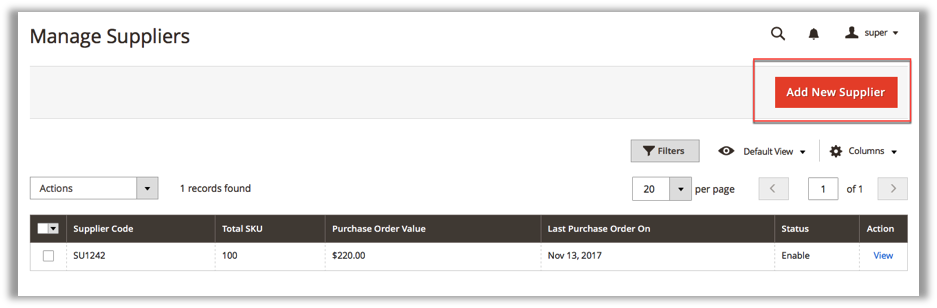 Manage Suppliers
super
Add New Supplier
Filters Default View Columns
Actions 1 records found 20 per page 1 of 1
Supplier Code Total SKU Purchase Order Value Last Purchase Order On Status Action
SU1242 100 $220.00 Nov 13, 2017 Enable View